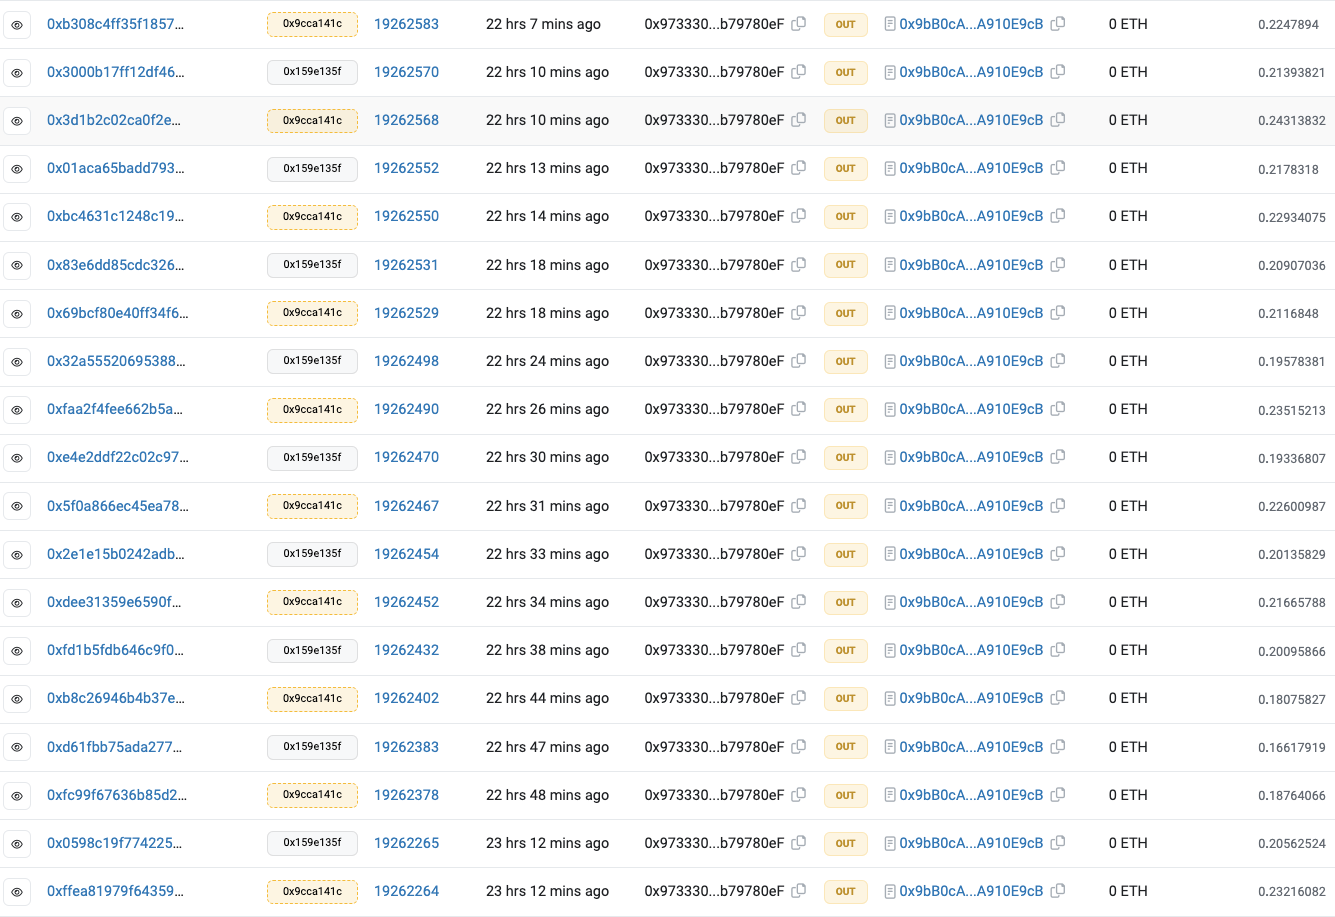 0xb308c4ff35f1857... 0x9cca141c 19262583 22 hrs 7 mins ago 0x973330...b79780eF OUT 0x9bB0cA...A910E9cB 0 ETH 0.2247894
0x3000b17ff12df46... 0x159e135f 19262570 22 hrs 10 mins ago 0x973330...b79780eF OUT 0x9bB0cA...A910E9cB 0 ETH 0.21393821
0x3d1b2c02ca0f2e... 0x9cca141c 19262568 22 hrs 10 mins ago 0x973330...b79780eF OUT 0x9bB0cA...A910E9cB 0 ETH 0.24313832
0x01aca65badd793... 0x159e135f 19262552 22 hrs 13 mins ago 0x973330...b79780eF OUT 0x9bB0cA...A910E9cB 0 ETH 0.2178318
0xbc4631c1248c19... 0x9cca141c 19262550 22 hrs 14 mins ago 0x973330...b79780eF OUT 0x9bB0cA...A910E9cB 0 ETH 0.22934075
0x83e6dd85cdc326... 0x159e135f 19262531 22 hrs 18 mins ago 0x973330...b79780eF OUT 0x9bB0cA...A910E9cB 0 ETH 0.20907036
0x69bcf80e40ff34f6... 0x9cca141c 19262529 22 hrs 18 mins ago 0x973330...b79780eF OUT 0x9bB0cA...A910E9cB 0 ETH 0.2116848
0x32a55520695388... 0x159e135f 19262498 22 hrs 24 mins ago 0x973330...b79780eF OUT 0x9bB0cA...A910E9cB 0 ETH 0.19578381
0xfaa2f4fee662b5a... 0x9cca141c 19262490 22 hrs 26 mins ago 0x973330...b79780eF OUT 0x9bB0cA...A910E9cB 0 ETH 0.23515213
0xe4e2ddf22c02c97... 0x159e135f 19262470 22 hrs 30 mins ago 0x973330...b79780eF OUT 0x9bB0cA...A910E9cB 0 ETH 0.19336807
0x5f0a866ec45ea78... 0x9cca141c 19262467 22 hrs 31 mins ago 0x973330...b79780eF OUT 0x9bB0cA...A910E9cB 0 ETH 0.22600987
0x2e1e15b0242adb... 0x159e135f 19262454 22 hrs 33 mins ago 0x973330...b79780eF OUT 0x9bB0cA...A910E9cB 0 ETH 0.20135829
0xdee31359e6590f... 0x9cca141c 19262452 22 hrs 34 mins ago 0x973330...b79780eF OUT 0x9bB0cA...A910E9cB 0 ETH 0.21665788
0xfd1b5fdb646c9f0... 0x159e135f 19262432 22 hrs 38 mins ago 0x973330...b79780eF OUT 0x9bB0cA...A910E9cB 0 ETH 0.20095866
0xb8c26946b4b37e... 0x9cca141c 19262402 22 hrs 44 mins ago 0x973330...b79780eF OUT 0x9bB0cA...A910E9cB 0 ETH 0.18075827
0xd61fbb75ada277... 0x159e135f 19262383 22 hrs 47 mins ago 0x973330...b79780eF OUT 0x9bB0cA...A910E9cB 0 ETH 0.16617919
0xfc99f67636b85d2... 0x9cca141c 19262378 22 hrs 48 mins ago 0x973330...b79780eF OUT 0x9bB0cA...A910E9cB 0 ETH 0.18764066
0x0598c19f774225... 0x159e135f 19262265 23 hrs 12 mins ago 0x973330...b79780eF OUT 0x9bB0cA...A910E9cB 0 ETH 0.20562524
0xffea81979f64359... 0x9cca141c 19262264 23 hrs 12 mins ago 0x973330...b79780eF OUT 0x9bB0cA...A910E9cB 0 ETH 0.23216082